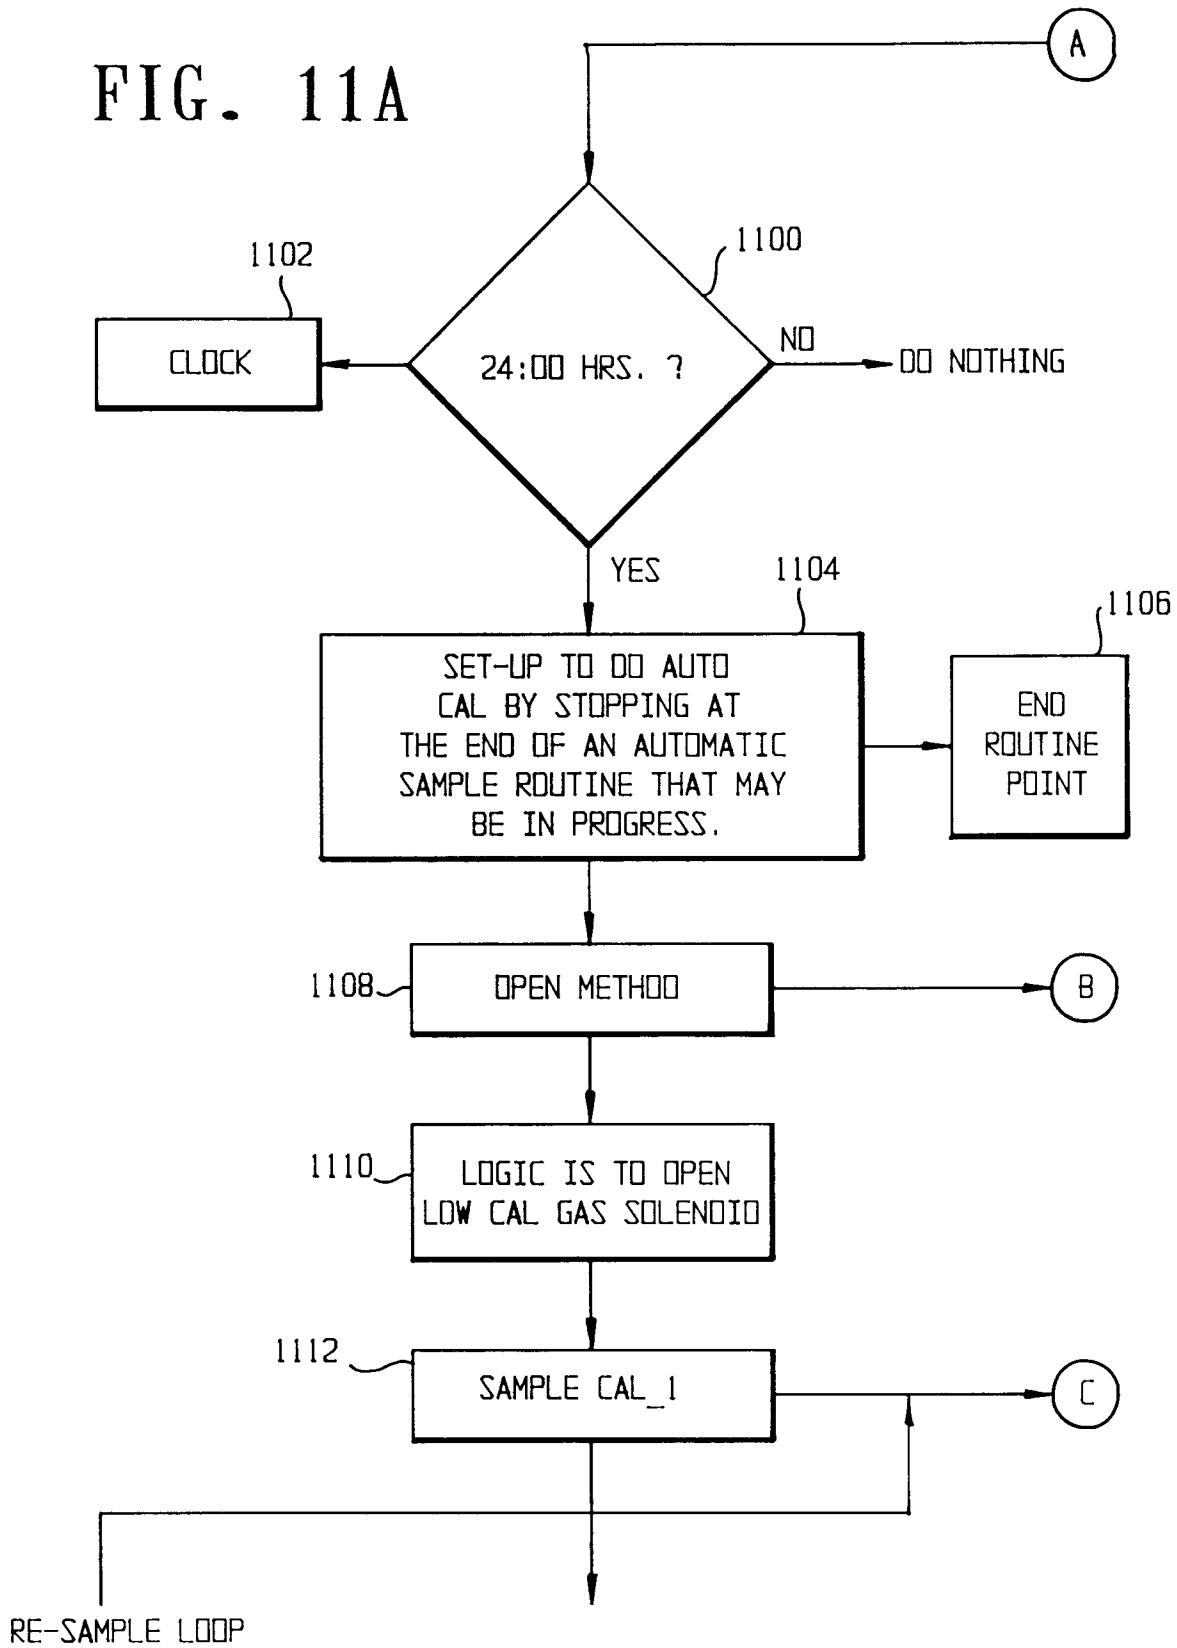 A
FIG. 11A
1100
1102
CLOCK
24:00 HRS. ?
NO
DO NOTHING
YES
1104
1106
SET-UP TO DO AUTO
CAL BY STOPPING AT
THE END OF AN AUTOMATIC
SAMPLE ROUTINE THAT MAY
BE IN PROGRESS.
END
ROUTINE
POINT
1108
OPEN METHOD
B
1110
LOGIC IS TO OPEN
LOW CAL GAS SOLENOID
1112
SAMPLE CAL_1
C
RE-SAMPLE LOOP